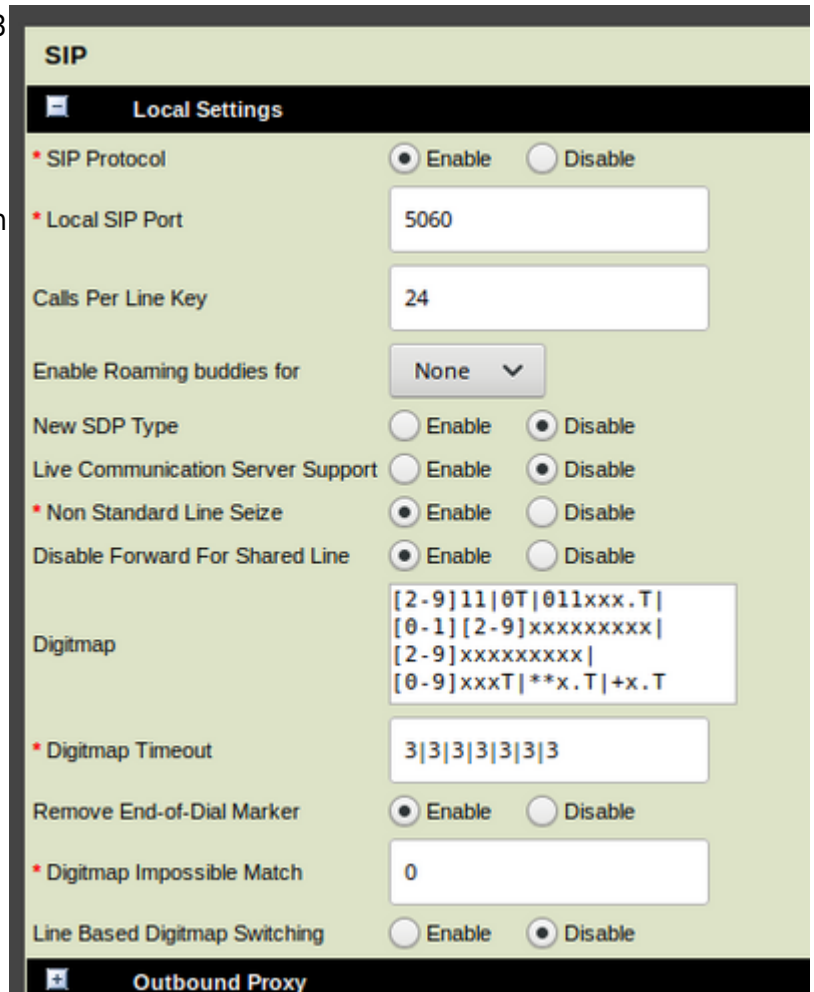 3
SIP
Local Settings
* SIP Protocol Enable Disable
n
* Local SIP Port 5060
Calls Per Line Key 24
Enable Roaming buddies for None
New SDP Type Enable Disable
Live Communication Server Support Enable Disable
* Non Standard Line Seize Enable Disable
Disable Forward For Shared Line Enable Disable
Digitmap
[2-9]11|0T|011xxx.T|
[0-1][2-9]xxxxxxxxx|
[2-9]xxxxxxxxx|
[0-9]xxxT|**x.T|+x.T
* Digitmap Timeout 3|3|3|3|3|3|3
Remove End-of-Dial Marker Enable Disable
* Digitmap Impossible Match 0
Line Based Digitmap Switching Enable Disable
Outbound Proxy